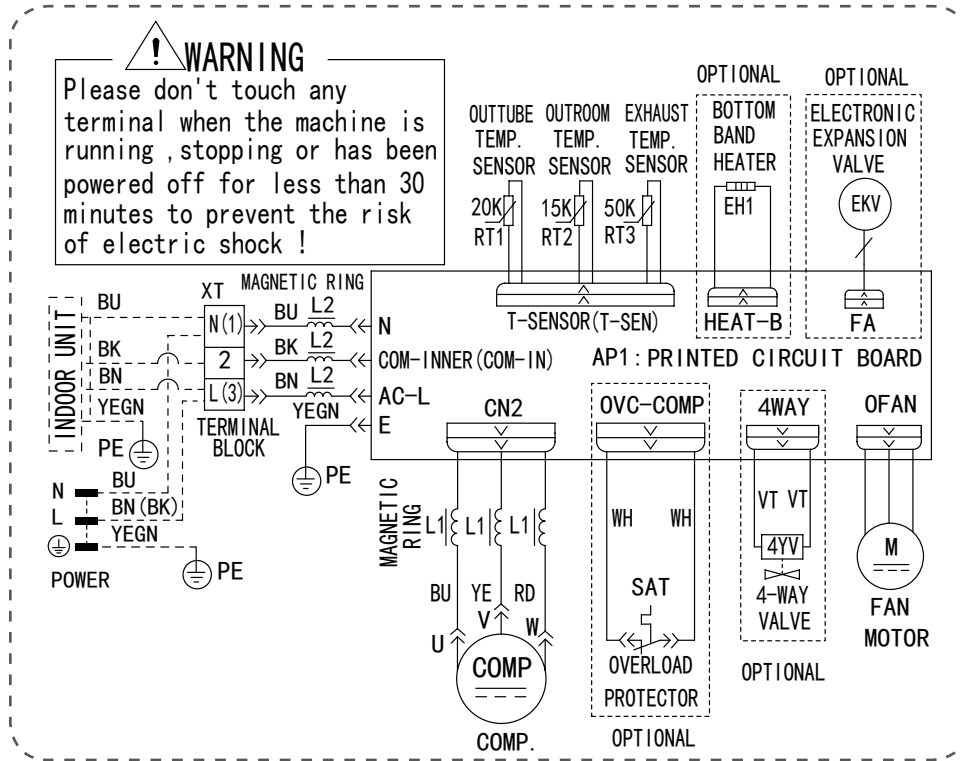 WARNING
Please don't touch any
terminal when the machine is
running ,stopping or has been
powered off for less than 30
minutes to prevent the risk
of electric shock !
OUTTUBE
TEMP.
SENSOR
OUTROOM
TEMP.
SENSOR
EXHAUST
TEMP.
SENSOR
OPTIONAL
BOTTOM
BAND
HEATER
OPTIONAL
ELECTRONIC
EXPANSION
VALVE
20K
RT1
15K
RT2
50K
RT3
EH1
EKV
T-SENSOR(T-SEN)
HEAT-B
FA
AP1:PRINTED CIRCUIT BOARD
INDOOR UNIT
BU
BK
BN
YEGN
PE
XT
N(1)
2
L(3)
TERMINAL
BLOCK
MAGNETIC RING
BU
L2
BK
L2
BN
L2
YEGN
N
COM-INNER(COM-IN)
AC-L
E
PE
N
L
POWER
BU
BN(BK)
YEGN
PE
CN2
MAGNETIC
RING
L1
L1
L1
BU
YE
RD
U
V
W
COMP
COMP.
OVC-COMP
WH
WH
SAT
OVERLOAD
PROTECTOR
OPTIONAL
4WAY
VT
VT
4YV
4-WAY
VALVE
OPTIONAL
OFAN
M
FAN
MOTOR